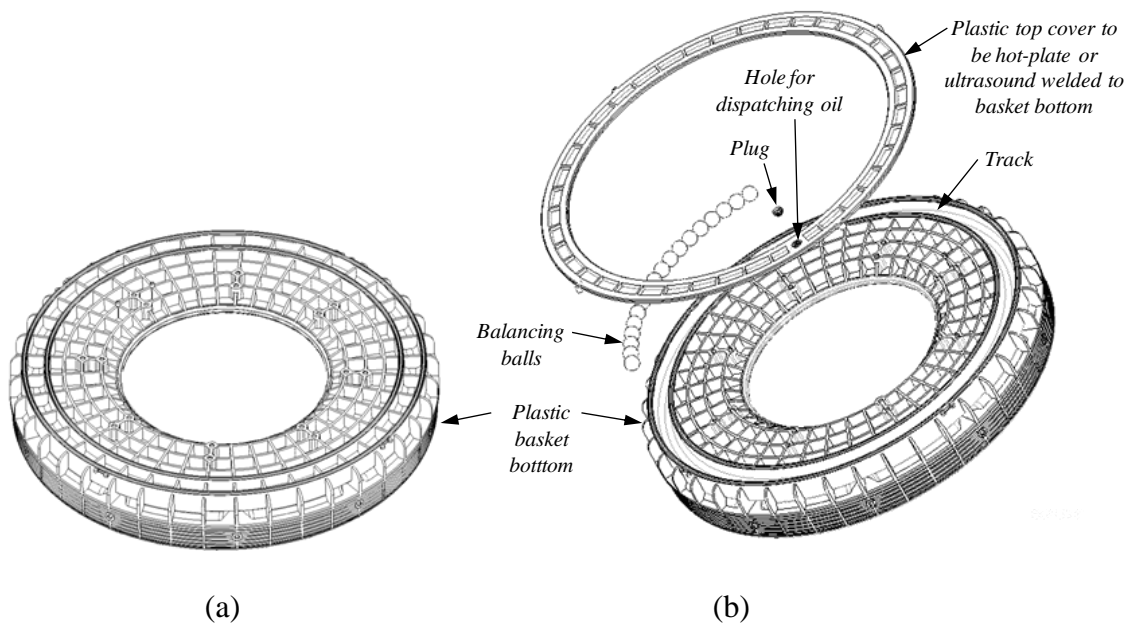 Plastic top cover to
be hot-plate or
ultrasound welded to
basket bottom
Hole for
dispatching oil
Plug
Track
Balancing
balls
Plastic
basket
botttom
(a)
(b)